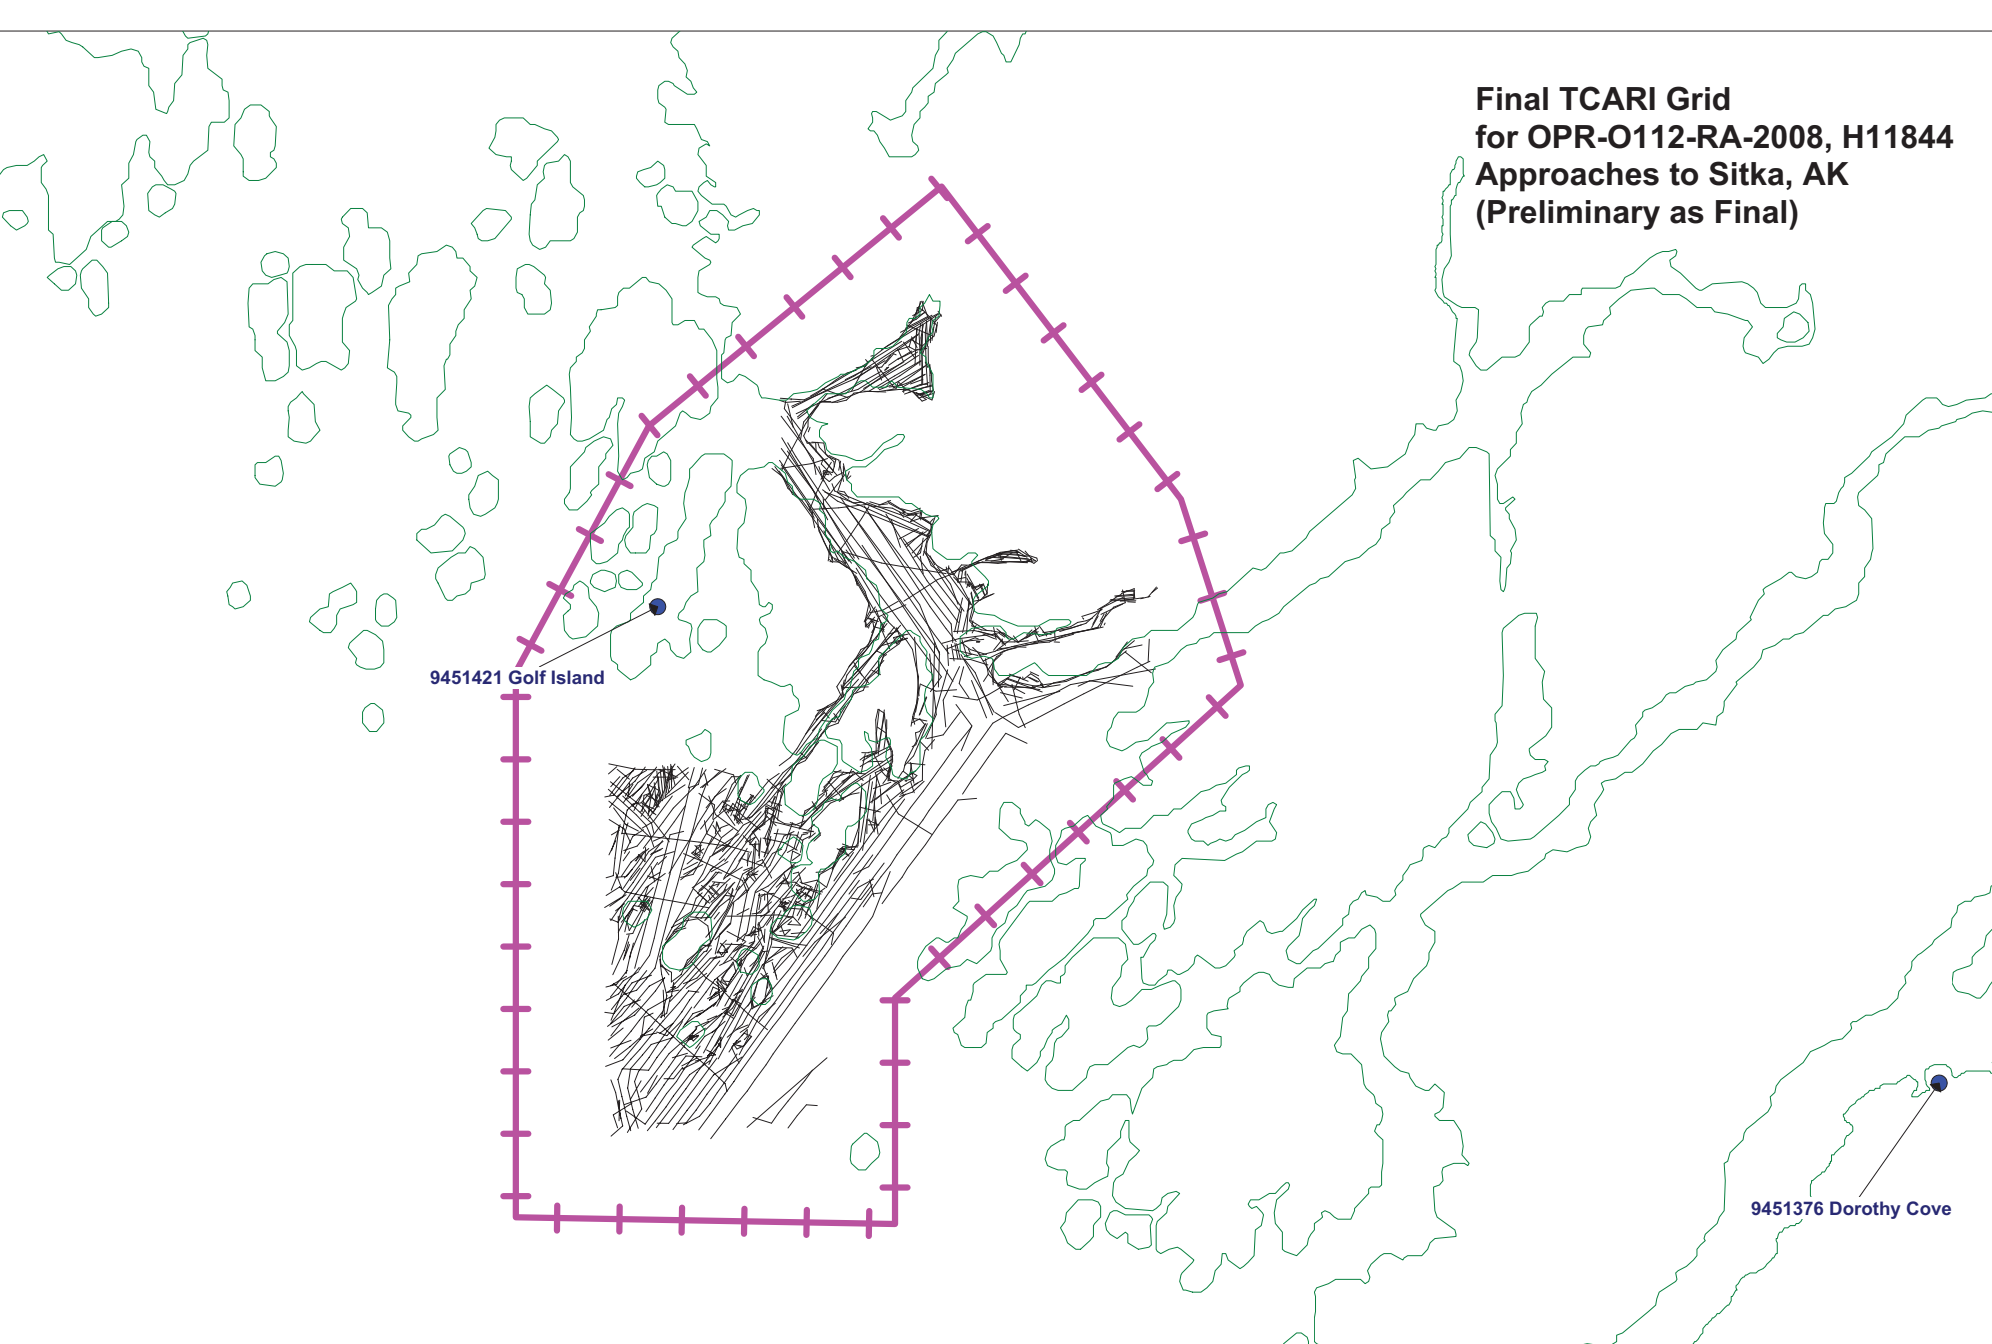 Final TCARI Grid
for OPR-O112-RA-2008, H11844
Approaches to Sitka, AK
(Preliminary as Final)
9451421 Golf Island
9451376 Dorothy Cove